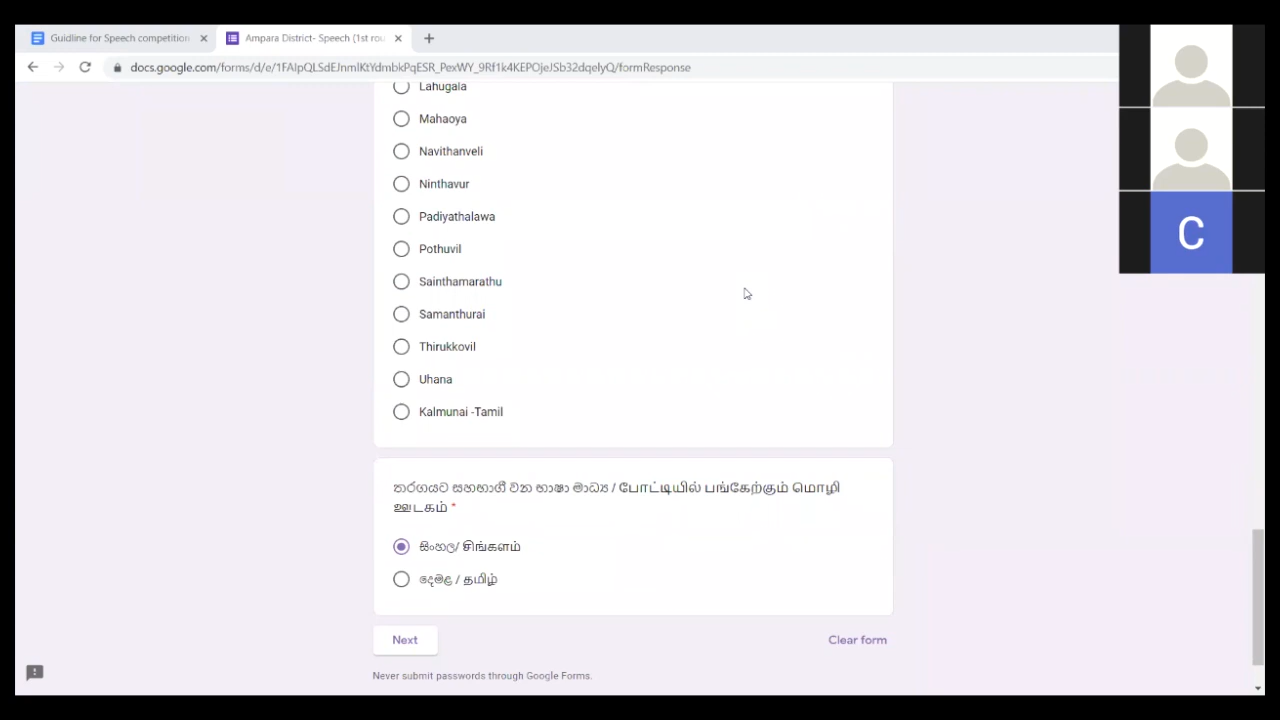 Guidline for Speech competition
Ampara District- Speech (1st rou
docs.google.com/forms/d/e/1FAIpQLSdEJnmlKtYdmbkPqESR_PexWY_9Rf1k4KEPOjeJSb32dqelyQ/formResponse
Lahugala
Mahaoya
Navithanveli
Ninthavur
Padiyathalawa
Pothuvil
Sainthamarathu
C
Samanthurai
Thirukkovil
Uhana
Kalmunai -Tamil
තරගයට සහභාගී වන භාෂා මාධ්‍ය / போட்டியில் பங்கேற்கும் மொழி
ஊடகம் *
සිංහල/ சிங்களம்
දෙමළ / தமிழ்
Next
Clear form
Never submit passwords through Google Forms.